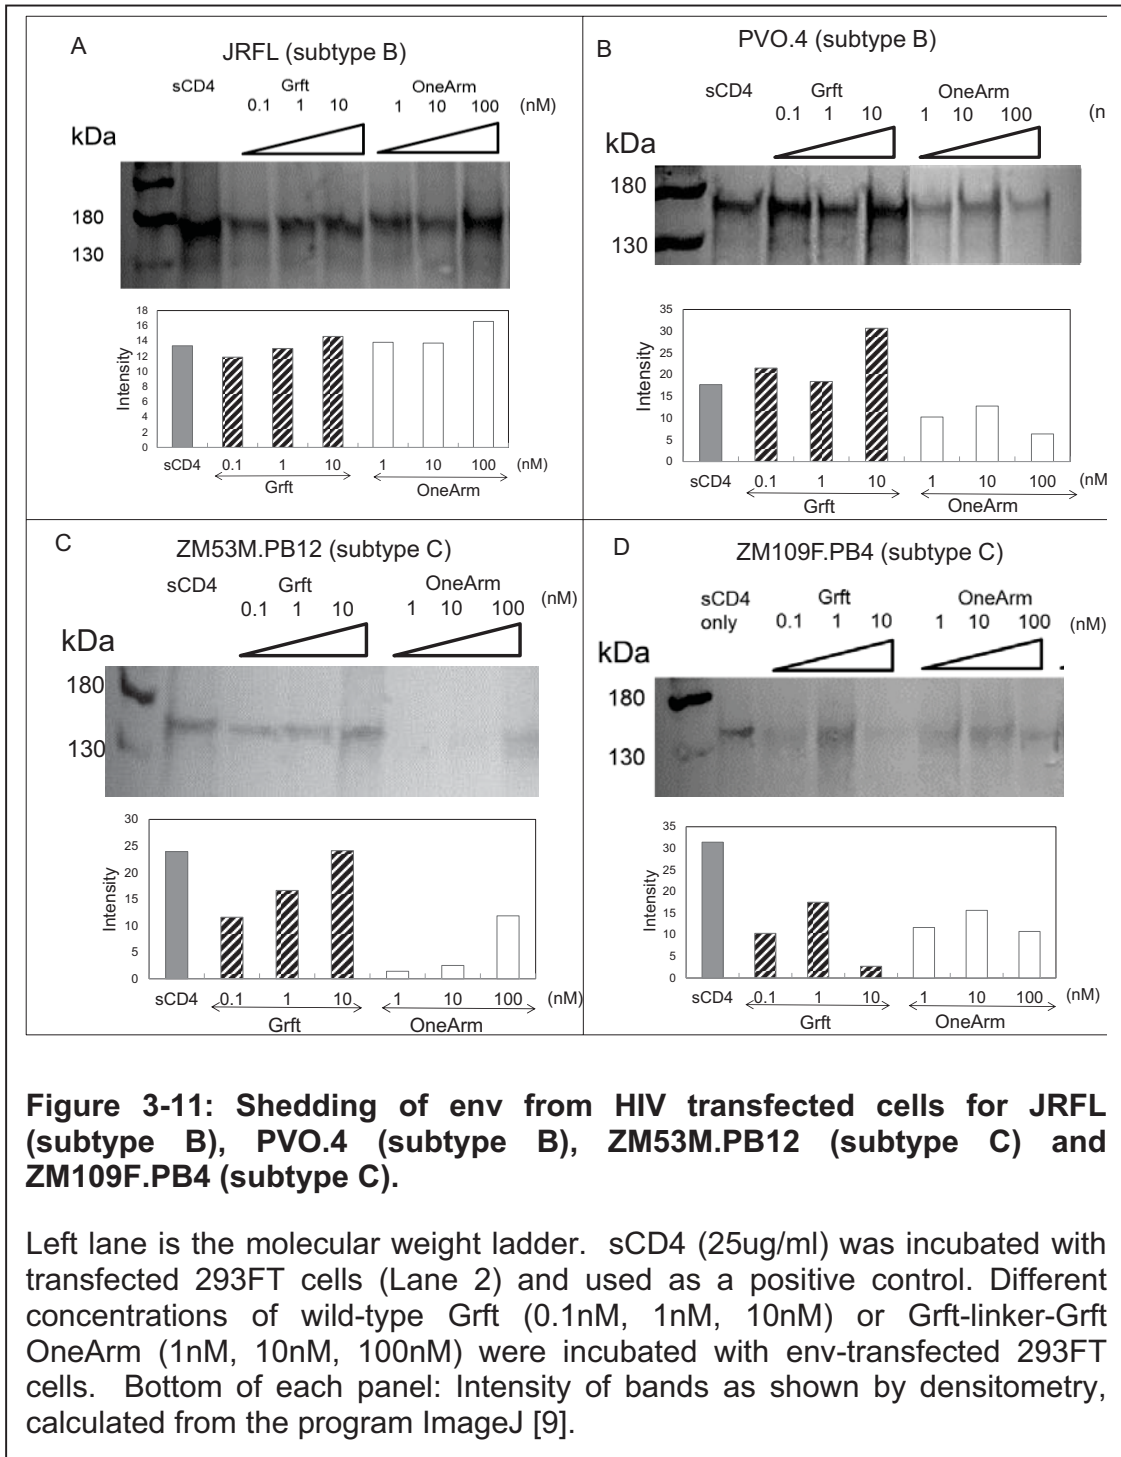 A
JRFL (subtype B)
sCD4 Grft OneArm
0.1 1 10 1 10 100 (nM)
kDa
180
130
18
16
14
12
10
8
6
4
2
0
Intensity
sCD4 0.1 1 10 1 10 100 (nM)
Grft OneArm
B
PVO.4 (subtype B)
sCD4 Grft OneArm
0.1 1 10 1 10 100 (n
kDa
180
130
35
30
25
20
15
10
5
0
Intensity
sCD4 0.1 1 10 1 10 100 (nM
Grft OneArm
C
ZM53M.PB12 (subtype C)
sCD4 Grft OneArm
0.1 1 10 1 10 100 (nM)
kDa
180
130
30
25
20
15
10
5
0
Intensity
sCD4 0.1 1 10 1 10 100 (nM)
Grft OneArm
D
ZM109F.PB4 (subtype C)
sCD4 only Grft OneArm
0.1 1 10 1 10 100 (nM)
kDa
180
130
35
30
25
20
15
10
5
0
Intensity
sCD4 0.1 1 10 1 10 100 (nM)
Grft OneArm
Figure 3-11: Shedding of env from HIV transfected cells for JRFL
(subtype B), PVO.4 (subtype B), ZM53M.PB12 (subtype C) and
ZM109F.PB4 (subtype C).
Left lane is the molecular weight ladder. sCD4 (25ug/ml) was incubated with
transfected 293FT cells (Lane 2) and used as a positive control. Different
concentrations of wild-type Grft (0.1nM, 1nM, 10nM) or Grft-linker-Grft
OneArm (1nM, 10nM, 100nM) were incubated with env-transfected 293FT
cells. Bottom of each panel: Intensity of bands as shown by densitometry,
calculated from the program ImageJ [9].